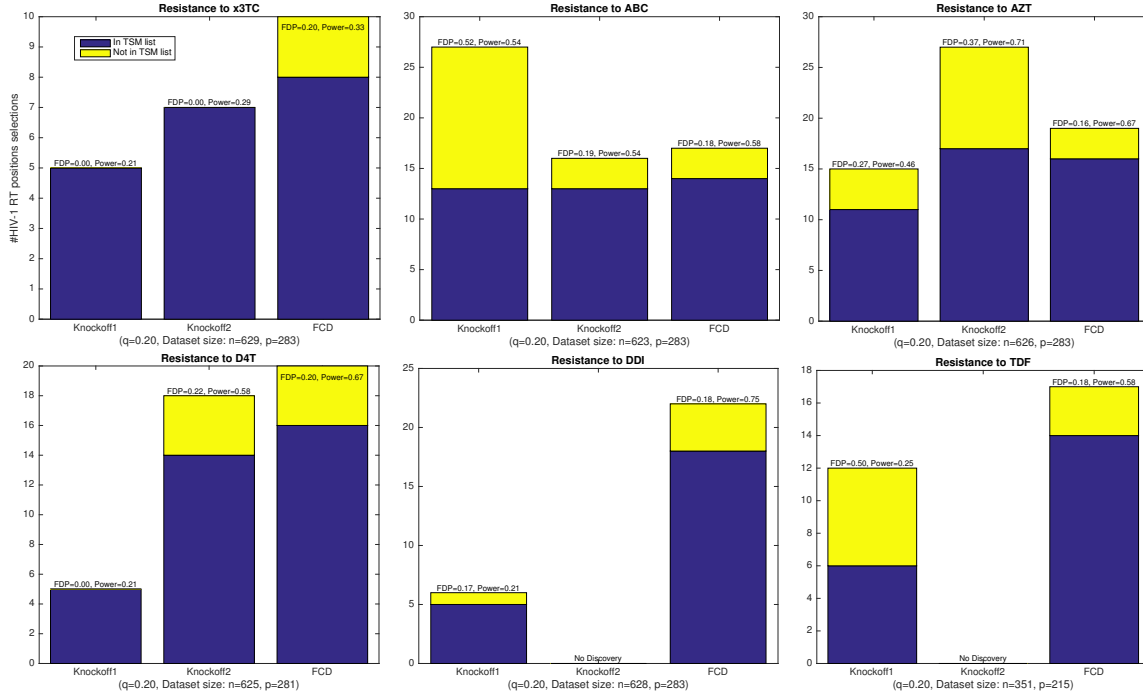 Resistance to x3TC
10
9
8
7
6
5
4
3
2
1
0
#HIV-1 RT positions selections
In TSM list
Not in TSM list
FDP=0.00, Power=0.21
FDP=0.00, Power=0.29
FDP=0.20, Power=0.33
Knockoff1
Knockoff2
FCD
(q=0.20, Dataset size: n=629, p=283)
Resistance to ABC
30
25
20
15
10
5
0
FDP=0.52, Power=0.54
FDP=0.19, Power=0.54
FDP=0.18, Power=0.58
Knockoff1
Knockoff2
FCD
(q=0.20, Dataset size: n=623, p=283)
Resistance to AZT
30
25
20
15
10
5
0
FDP=0.27, Power=0.46
FDP=0.37, Power=0.71
FDP=0.16, Power=0.67
Knockoff1
Knockoff2
FCD
(q=0.20, Dataset size: n=626, p=283)
Resistance to D4T
20
18
16
14
12
10
8
6
4
2
0
FDP=0.00, Power=0.21
FDP=0.22, Power=0.58
FDP=0.20, Power=0.67
Knockoff1
Knockoff2
FCD
(q=0.20, Dataset size: n=625, p=281)
Resistance to DDI
25
20
15
10
5
0
FDP=0.17, Power=0.21
No Discovery
FDP=0.18, Power=0.75
Knockoff1
Knockoff2
FCD
(q=0.20, Dataset size: n=628, p=283)
Resistance to TDF
18
16
14
12
10
8
6
4
2
0
FDP=0.50, Power=0.25
No Discovery
FDP=0.18, Power=0.58
Knockoff1
Knockoff2
FCD
(q=0.20, Dataset size: n=351, p=215)